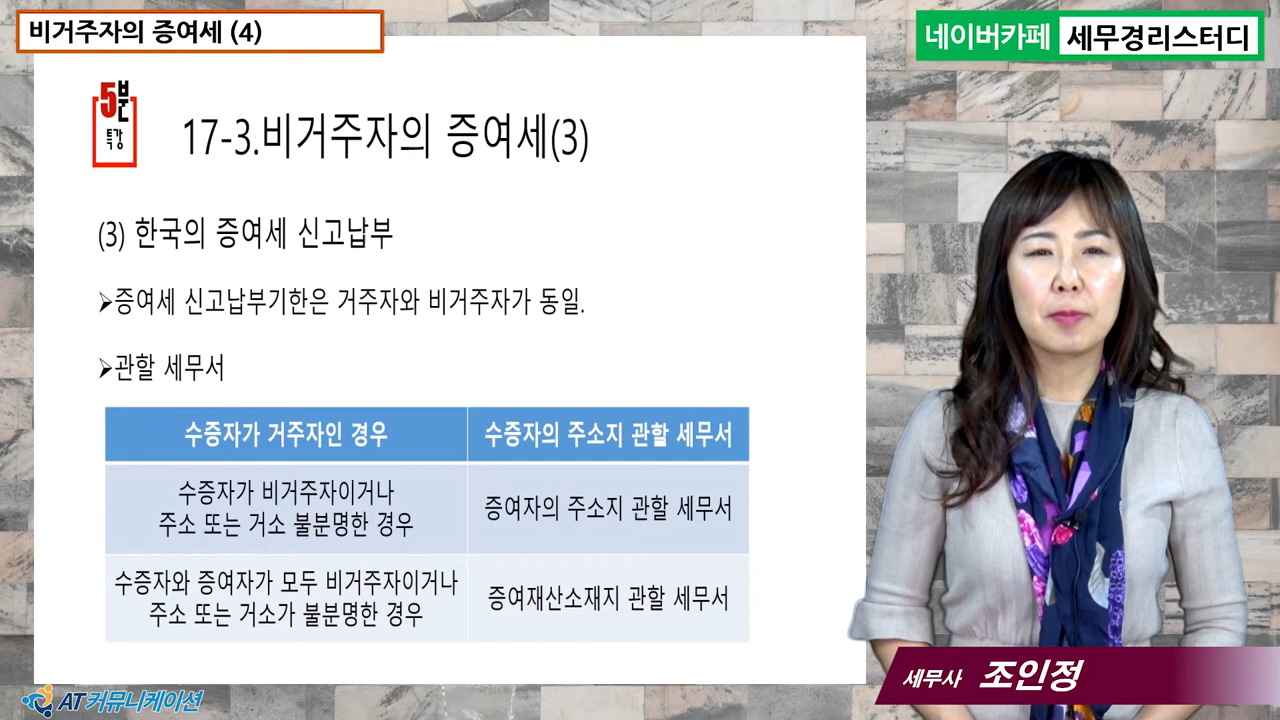 비거주자의 증여세 (4)
네이버카페 세무경리스터디
5분
특강
17-3.비거주자의 증여세(3)
(3) 한국의 증여세 신고납부
➢증여세 신고납부기한은 거주자와 비거주자가 동일.
➢관할 세무서
수증자가 거주자인 경우
수증자의 주소지 관할 세무서
수증자가 비거주자이거나
주소 또는 거소 불분명한 경우
증여자의 주소지 관할 세무서
수증자와 증여자가 모두 비거주자이거나
주소 또는 거소가 불분명한 경우
증여재산소재지 관할 세무서
세무사 조인정
AT커뮤니케이션